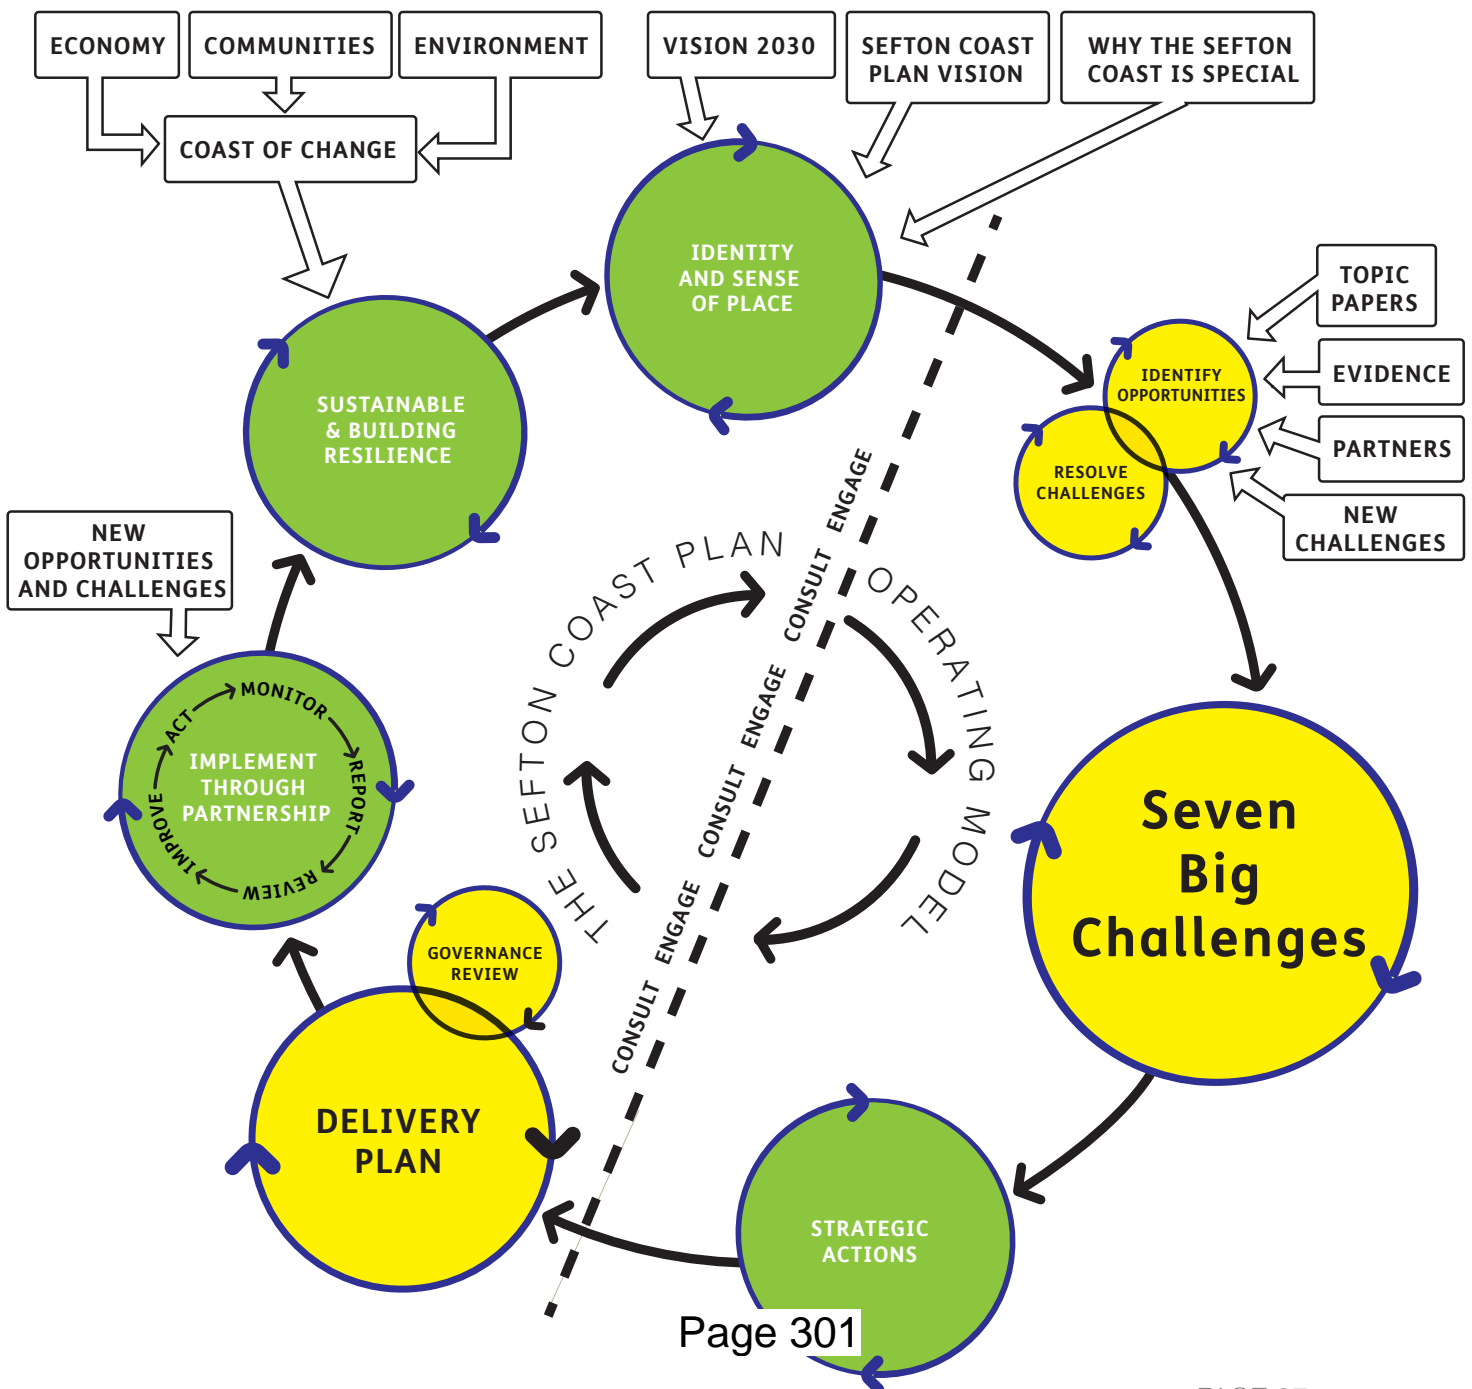 ECONOMY
COMMUNITIES
ENVIRONMENT
COAST OF CHANGE
VISION 2030
SEFTON COAST
PLAN VISION
WHY THE SEFTON
COAST IS SPECIAL
IDENTITY
AND SENSE
OF PLACE
TOPIC
PAPERS
EVIDENCE
PARTNERS
NEW
CHALLENGES
IDENTIFY
OPPORTUNITIES
RESOLVE
CHALLENGES
SUSTAINABLE
& BUILDING
RESILIENCE
NEW
OPPORTUNITIES
AND CHALLENGES
MONITOR
REPORT
REVIEW
IMPROVE
ACT
IMPLEMENT
THROUGH
PARTNERSHIP
THE SEFTON COAST PLAN OPERATING MODEL
CONSULT ENGAGE CONSULT ENGAGE CONSULT ENGAGE
Seven
Big
Challenges
GOVERNANCE
REVIEW
DELIVERY
PLAN
STRATEGIC
ACTIONS
Page 301